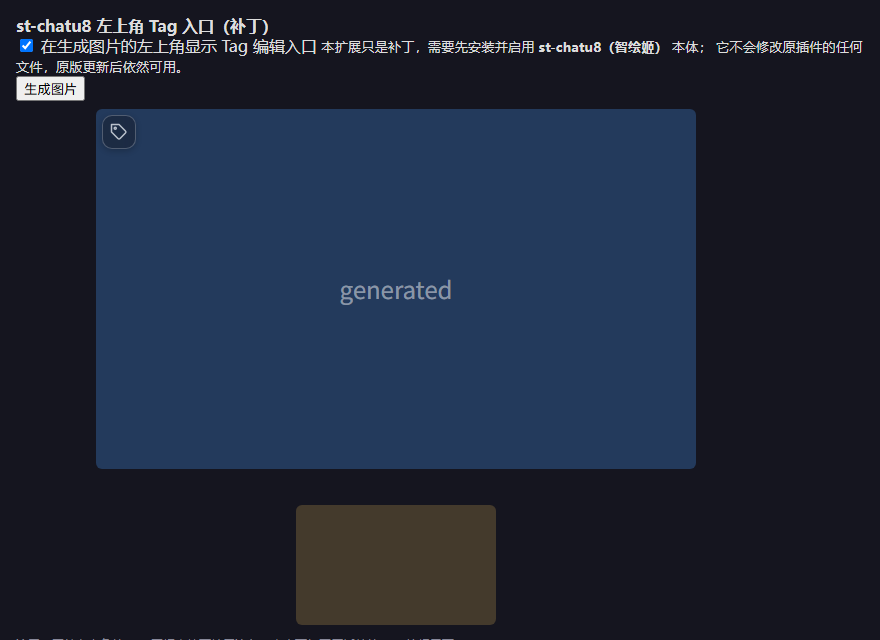 st-chatu8 左上角 Tag 入口（补丁）
在生成图片的左上角显示 Tag 编辑入口 本扩展只是补丁，需要先安装并启用 st-chatu8（智绘姬） 本体； 它不会修改原插件的任何
文件，原版更新后依然可用。
生成图片
generated